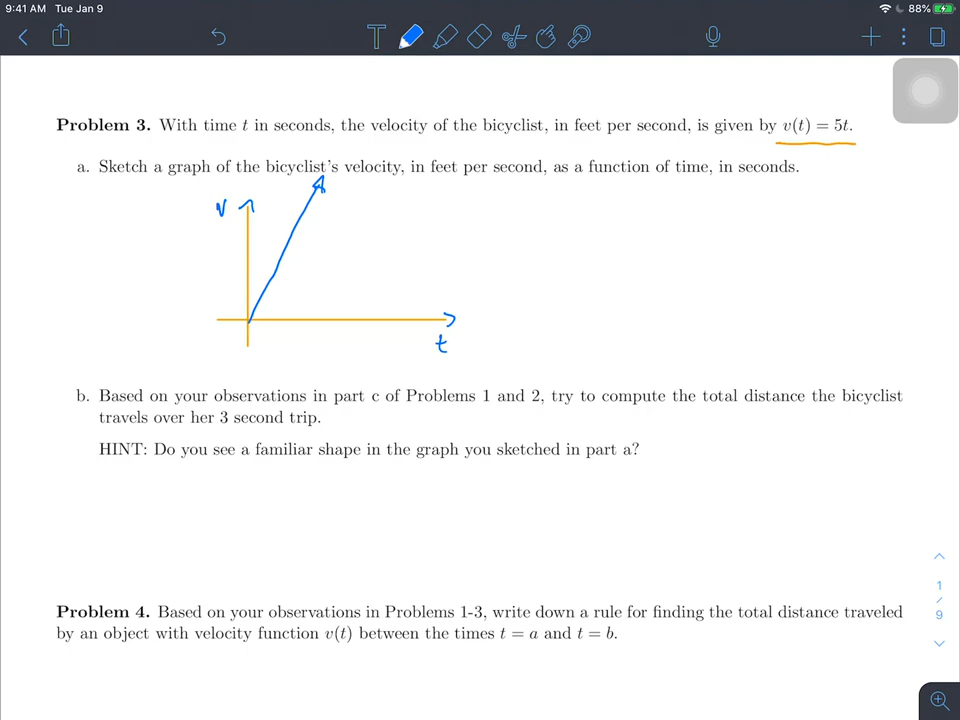 9:41 AM Tue Jan 9 88%
T
Problem 3. With time t in seconds, the velocity of the bicyclist, in feet per second, is given by v(t) = 5t.
a. Sketch a graph of the bicyclist's velocity, in feet per second, as a function of time, in seconds.
v
t
b. Based on your observations in part c of Problems 1 and 2, try to compute the total distance the bicyclist
travels over her 3 second trip.
HINT: Do you see a familiar shape in the graph you sketched in part a?
1
/
9
Problem 4. Based on your observations in Problems 1-3, write down a rule for finding the total distance traveled
by an object with velocity function v(t) between the times t = a and t = b.